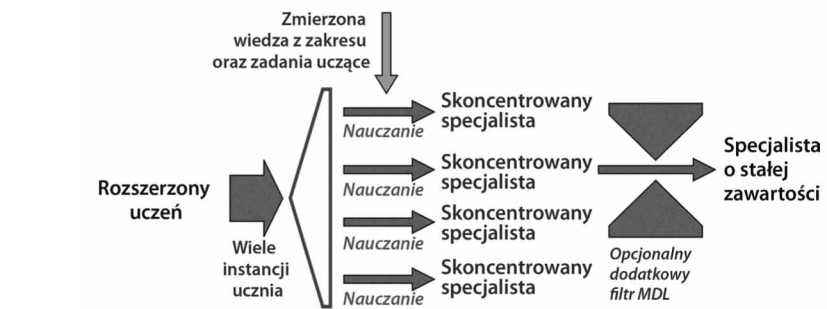 Zmierzona
wiedza z zakresu
oraz zadania uczące
Rozszerzony
uczeń
Wiele
instancji
ucznia
Nauczanie
Skoncentrowany
specjalista
Nauczanie
Skoncentrowany
specjalista
Nauczanie
Skoncentrowany
specjalista
Nauczanie
Skoncentrowany
specjalista
Opcjonalny
dodatkowy
filtr MDL
Specjalista
o stałej
zawartości